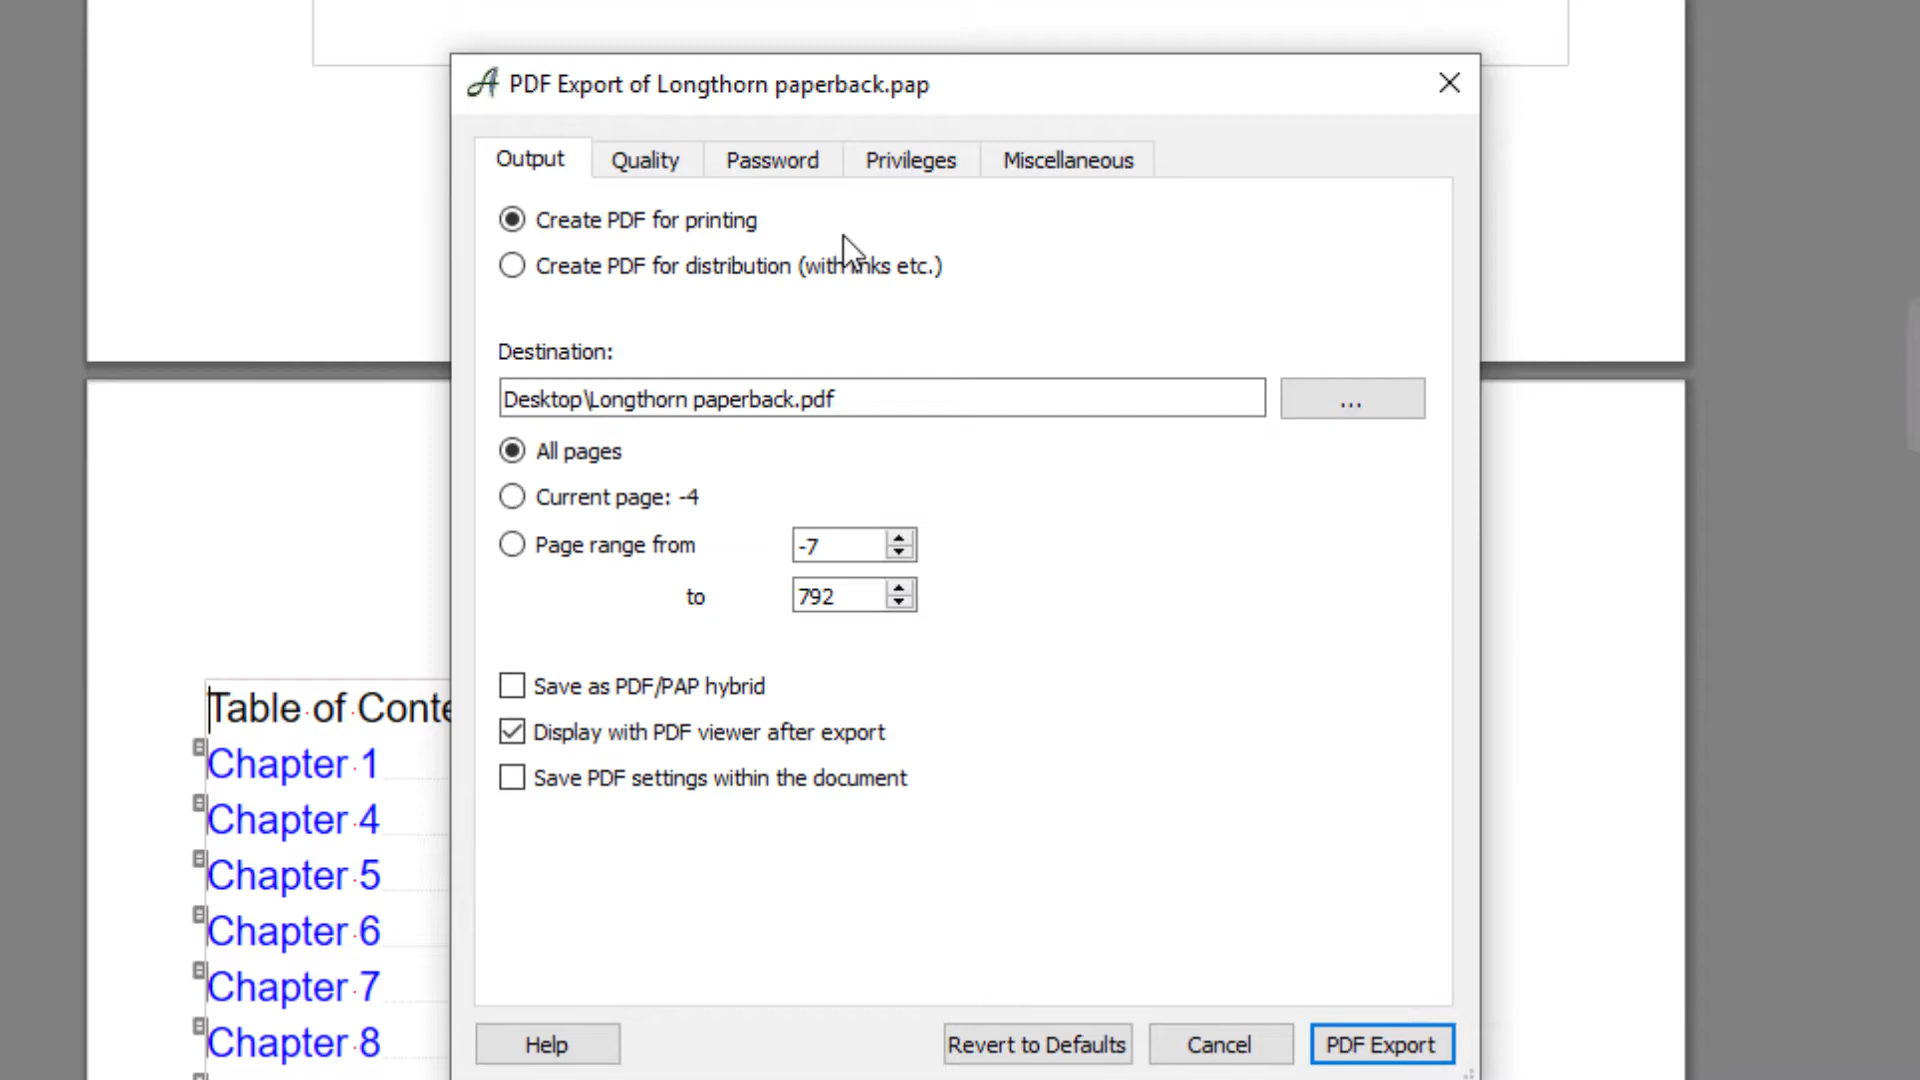 PDF Export of Longthorn paperback.pap
Output Quality Password Privileges Miscellaneous
Create PDF for printing
Create PDF for distribution (with links etc.)
Destination:
Desktop\Longthorn paperback.pdf
...
All pages
Current page: -4
Page range from -7
to 792
Save as PDF/PAP hybrid
Display with PDF viewer after export
Save PDF settings within the document
Table of Conte
Chapter 1
Chapter 4
Chapter 5
Chapter 6
Chapter 7
Chapter 8
Help Revert to Defaults Cancel PDF Export